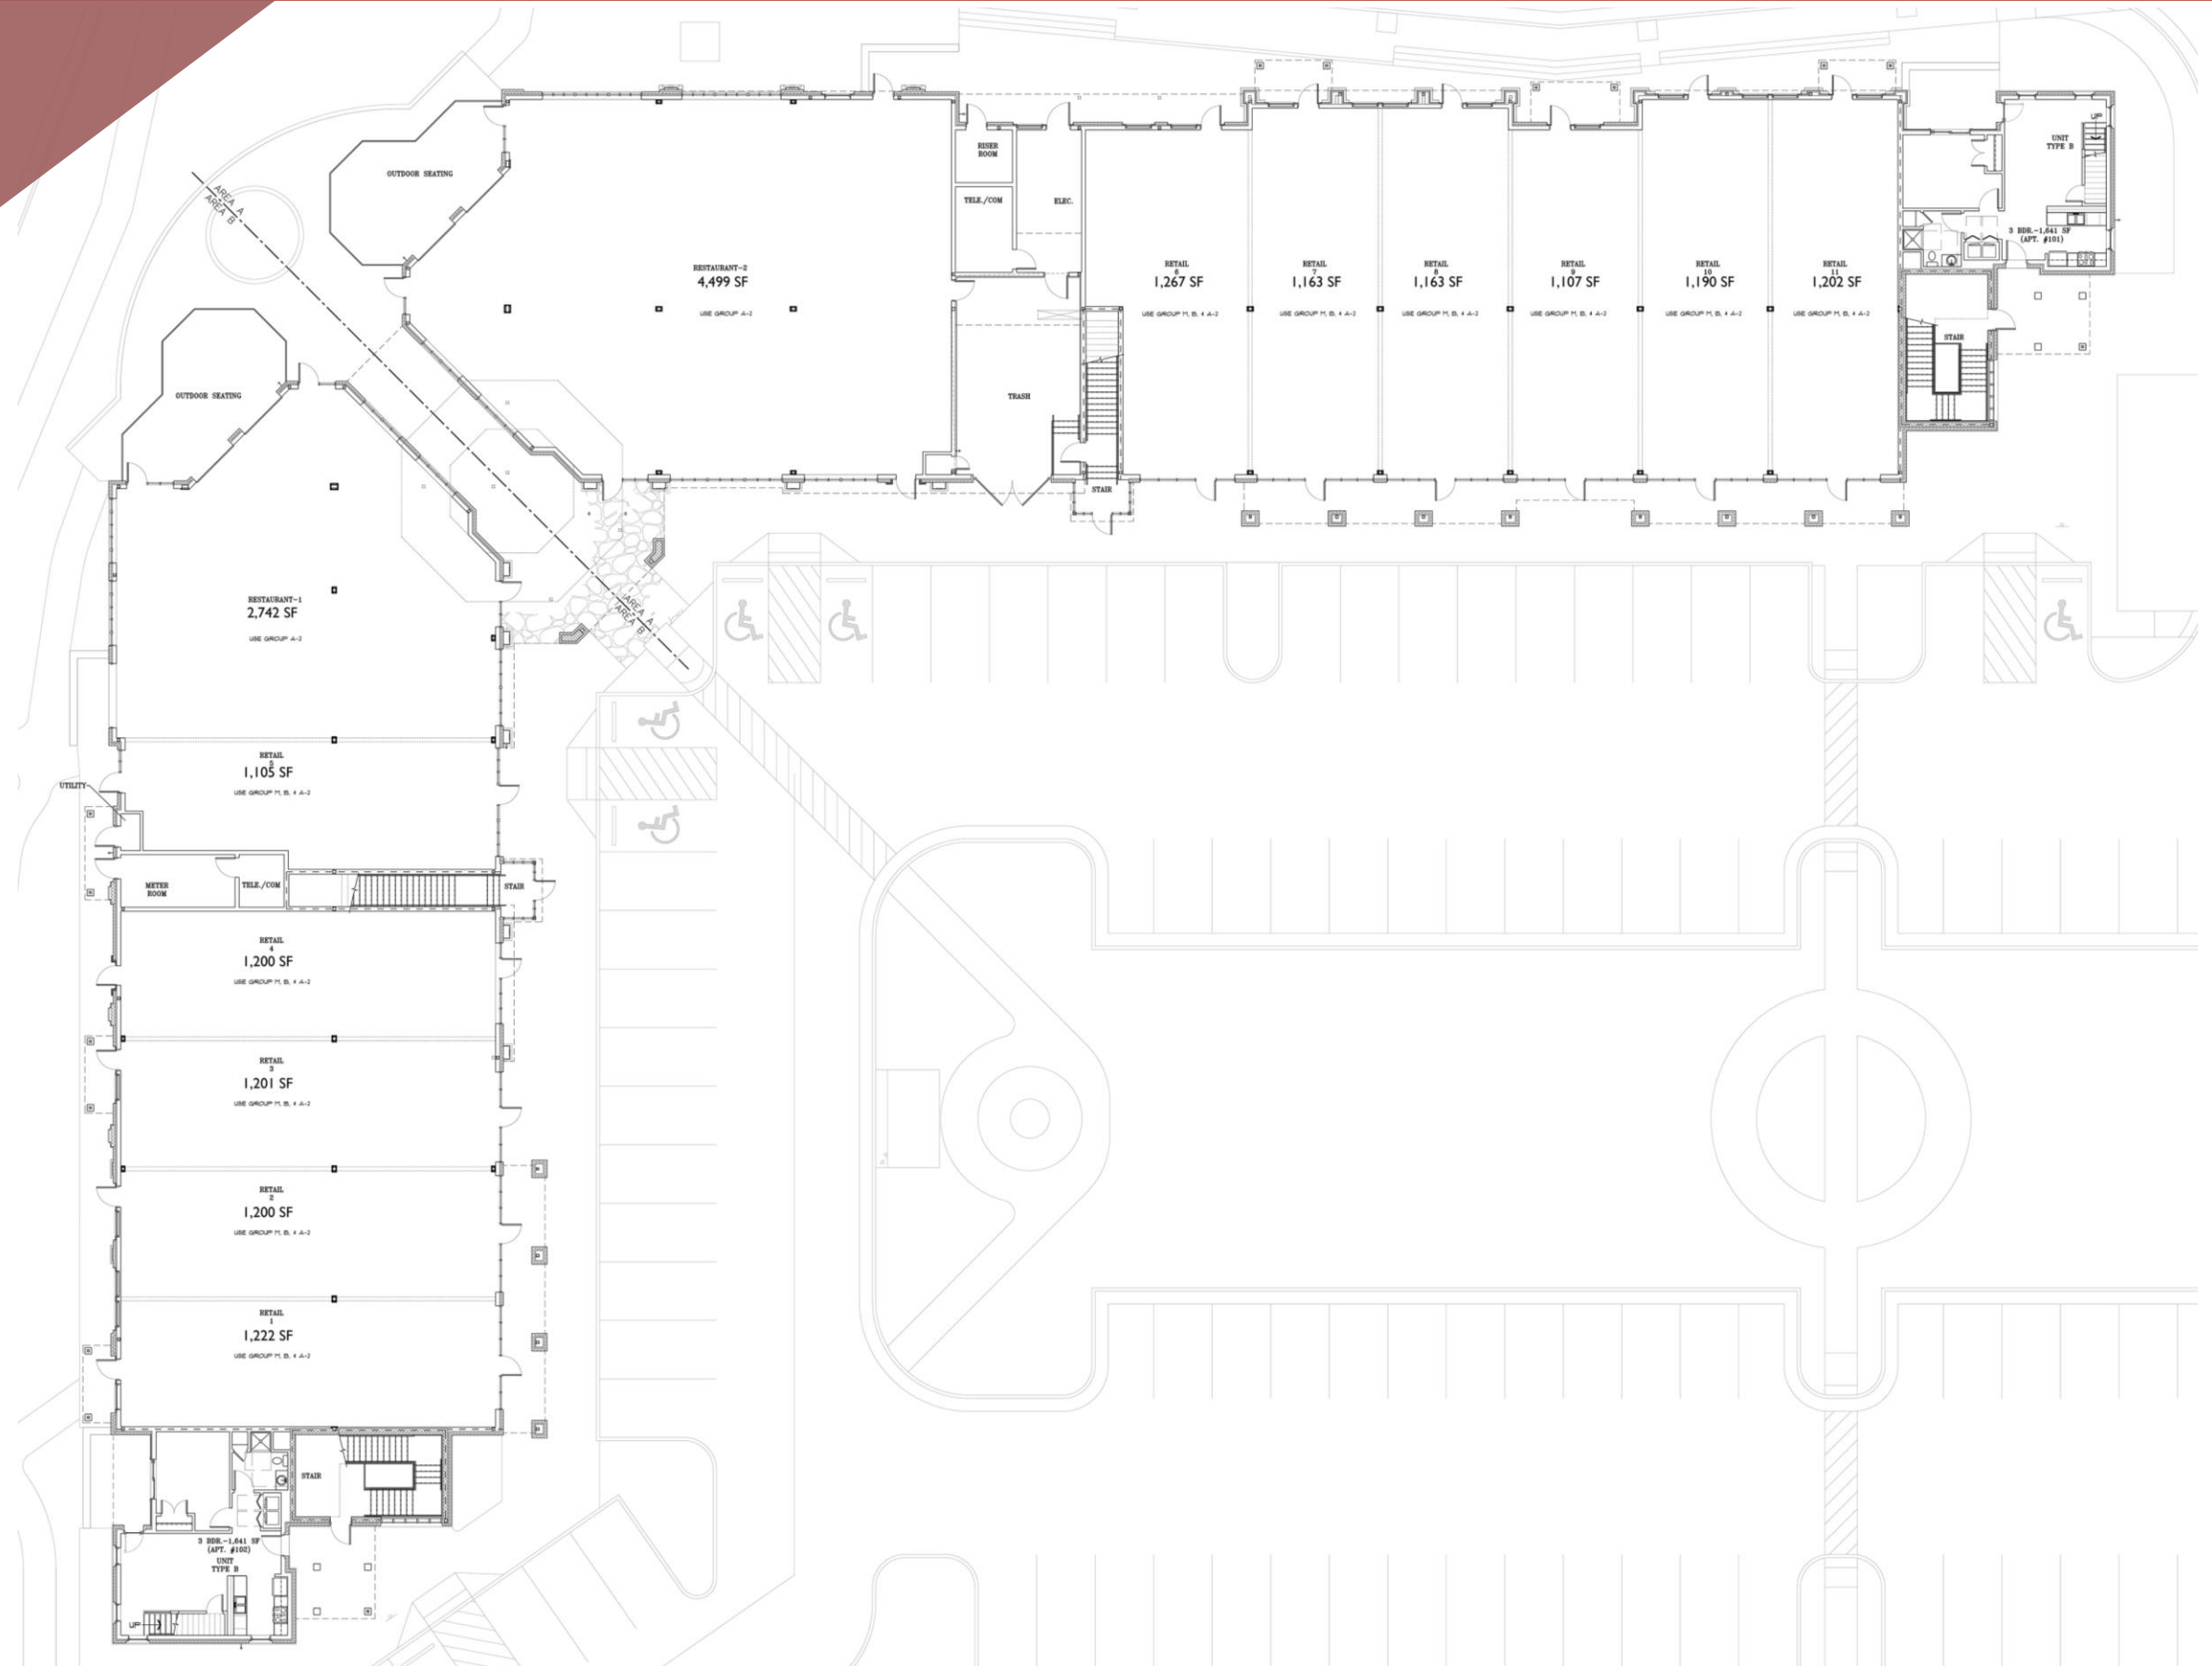 OUTDOOR SEATING
AREA A
AREA B
RISER
ROOM
TELE./COM
ELEC.
RESTAURANT-2
4,499 SF
USE GROUP A-2
TRASH
STAIR
RETAIL
6
1,267 SF
USE GROUP M, B, & A-2
RETAIL
7
1,163 SF
USE GROUP M, B, & A-2
RETAIL
8
1,163 SF
USE GROUP M, B, & A-2
RETAIL
9
1,107 SF
USE GROUP M, B, & A-2
RETAIL
10
1,190 SF
USE GROUP M, B, & A-2
RETAIL
11
1,202 SF
USE GROUP M, B, & A-2
UP
UNIT
TYPE B
3 BDR.-1,641 SF
(APT. #101)
STAIR
OUTDOOR SEATING
AREA A
AREA B
RESTAURANT-1
2,742 SF
USE GROUP A-2
RETAIL
5
1,105 SF
USE GROUP M, B, & A-2
UTILITY
METER
ROOM
TELE./COM
STAIR
RETAIL
4
1,200 SF
USE GROUP M, B, & A-2
RETAIL
3
1,201 SF
USE GROUP M, B, & A-2
RETAIL
2
1,200 SF
USE GROUP M, B, & A-2
RETAIL
1
1,222 SF
USE GROUP M, B, & A-2
STAIR
3 BDR.-1,641 SF
(APT. #102)
UNIT
TYPE B
UP